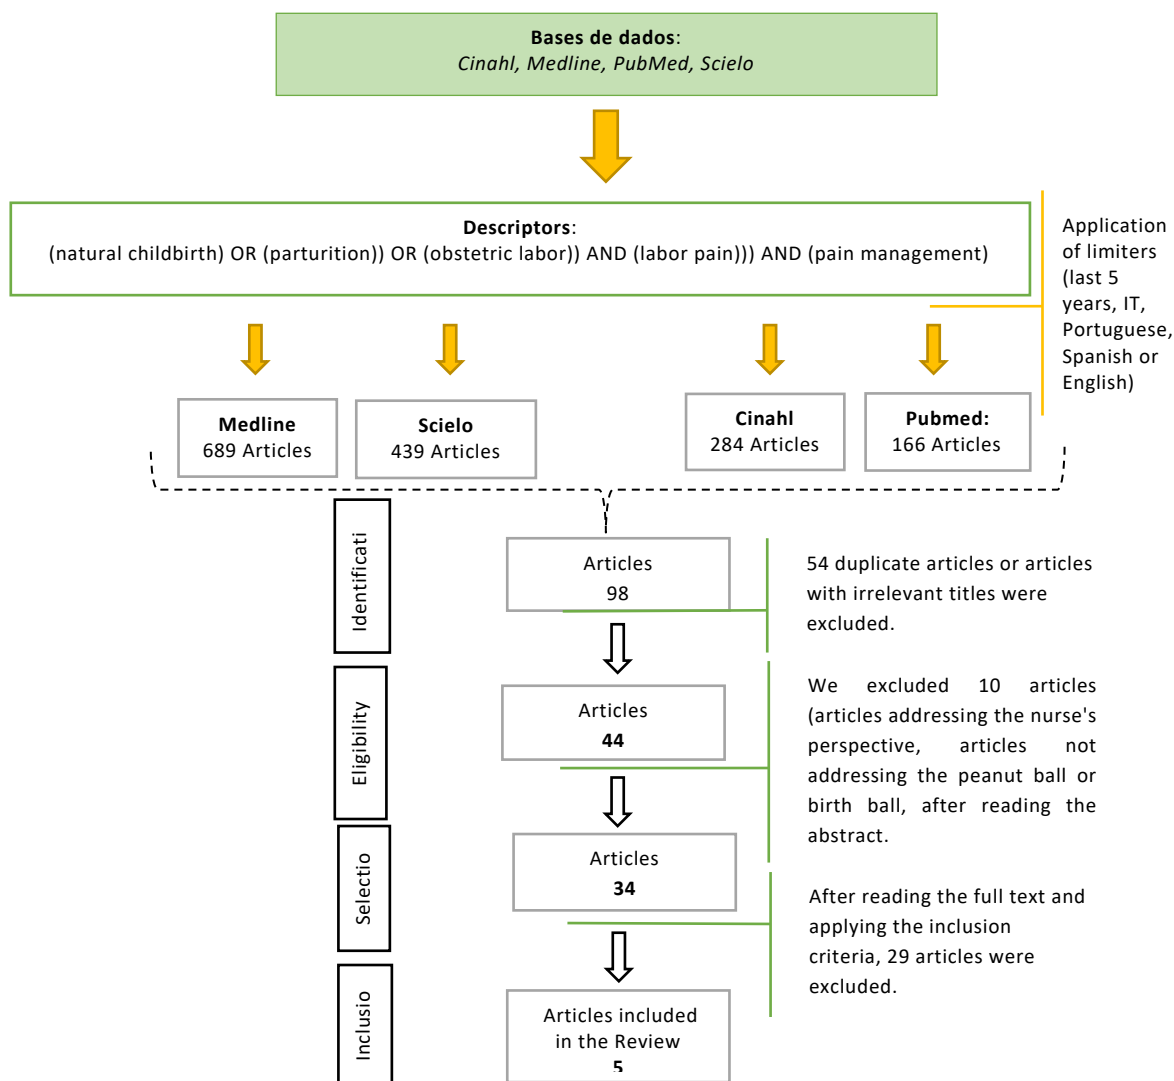 Bases de dados:
Cinahl, Medline, PubMed, Scielo
Descriptors:
(natural childbirth) OR (parturition)) OR (obstetric labor)) AND (labor pain))) AND (pain management)
Application
of limiters
(last 5
years, IT,
Portuguese,
Spanish or
English)
Medline
689 Articles
Scielo
439 Articles
Cinahl
284 Articles
Pubmed:
166 Articles
Identificati
Articles
98
54 duplicate articles or articles
with irrelevant titles were
excluded.
Eligibility
Articles
44
We excluded 10 articles
(articles addressing the nurse's
perspective, articles not
addressing the peanut ball or
birth ball, after reading the
abstract.
Selectio
Articles
34
After reading the full text and
applying the inclusion
criteria, 29 articles were
excluded.
Inclusio
Articles included
in the Review
5